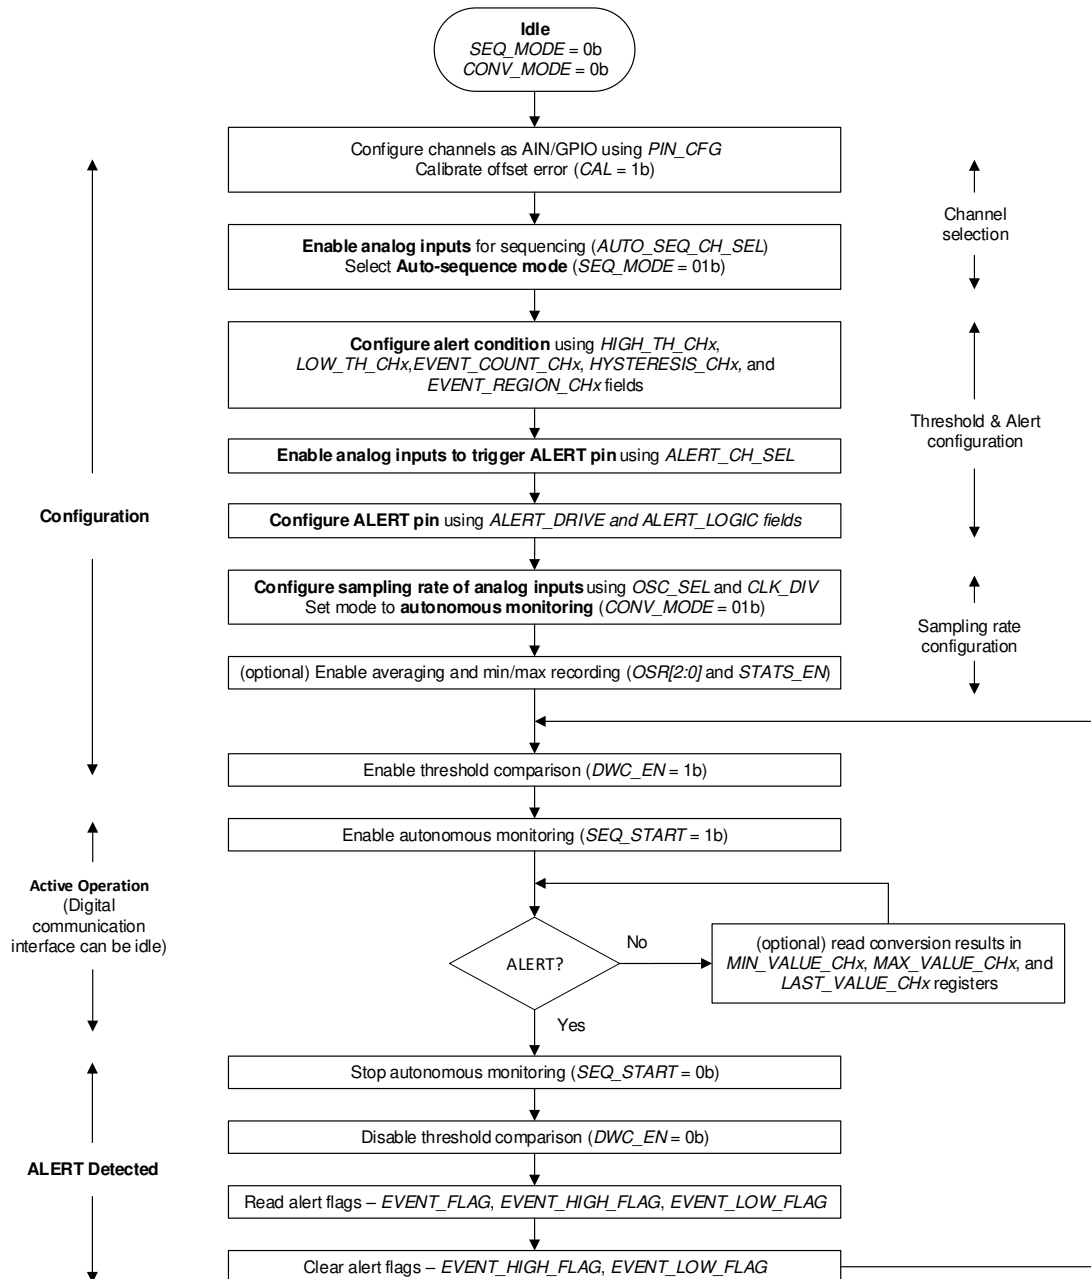 Idle
SEQ_MODE = 0b
CONV_MODE = 0b
Configure channels as AIN/GPIO using PIN_CFG
Calibrate offset error (CAL = 1b)
Channel
selection
Enable analog inputs for sequencing (AUTO_SEQ_CH_SEL)
Select Auto-sequence mode (SEQ_MODE = 01b)
Configure alert condition using HIGH_TH_CHx,
LOW_TH_CHx,EVENT_COUNT_CHx, HYSTERESIS_CHx, and
EVENT_REGION_CHx fields
Threshold & Alert
configuration
Enable analog inputs to trigger ALERT pin using ALERT_CH_SEL
Configuration
Configure ALERT pin using ALERT_DRIVE and ALERT_LOGIC fields
Configure sampling rate of analog inputs using OSC_SEL and CLK_DIV
Set mode to autonomous monitoring (CONV_MODE = 01b)
Sampling rate
configuration
(optional) Enable averaging and min/max recording (OSR[2:0] and STATS_EN)
Enable threshold comparison (DWC_EN = 1b)
Enable autonomous monitoring (SEQ_START = 1b)
Active Operation
(Digital
communication
interface can be idle)
ALERT?
No
(optional) read conversion results in
MIN_VALUE_CHx, MAX_VALUE_CHx, and
LAST_VALUE_CHx registers
Yes
Stop autonomous monitoring (SEQ_START = 0b)
Disable threshold comparison (DWC_EN = 0b)
ALERT Detected
Read alert flags – EVENT_FLAG, EVENT_HIGH_FLAG, EVENT_LOW_FLAG
Clear alert flags – EVENT_HIGH_FLAG, EVENT_LOW_FLAG